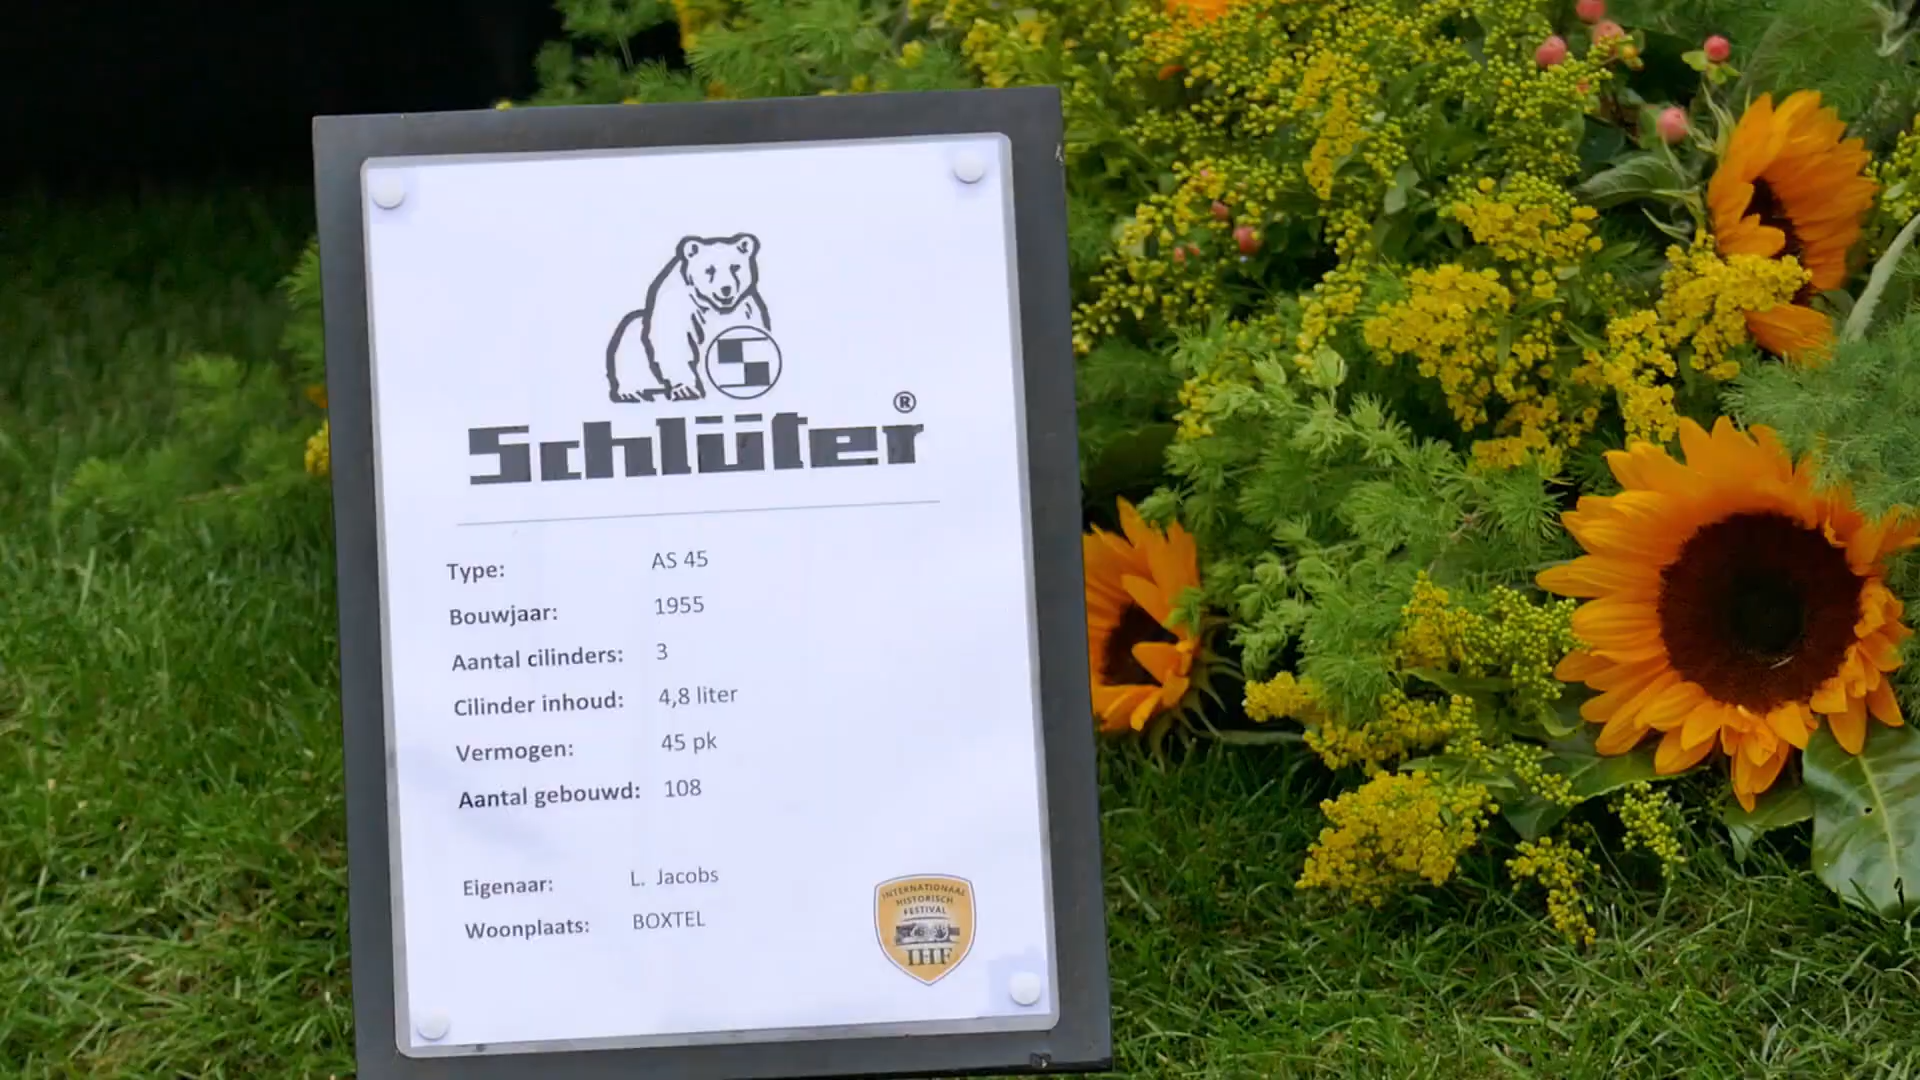 Schlüter®
Type: AS 45
Bouwjaar: 1955
Aantal cilinders: 3
Cilinder inhoud: 4,8 liter
Vermogen: 45 pk
Aantal gebouwd: 108
Eigenaar: L. Jacobs
Woonplaats: BOXTEL
INTERNATIONAAL
HISTORISCH
FESTIVAL
IHF